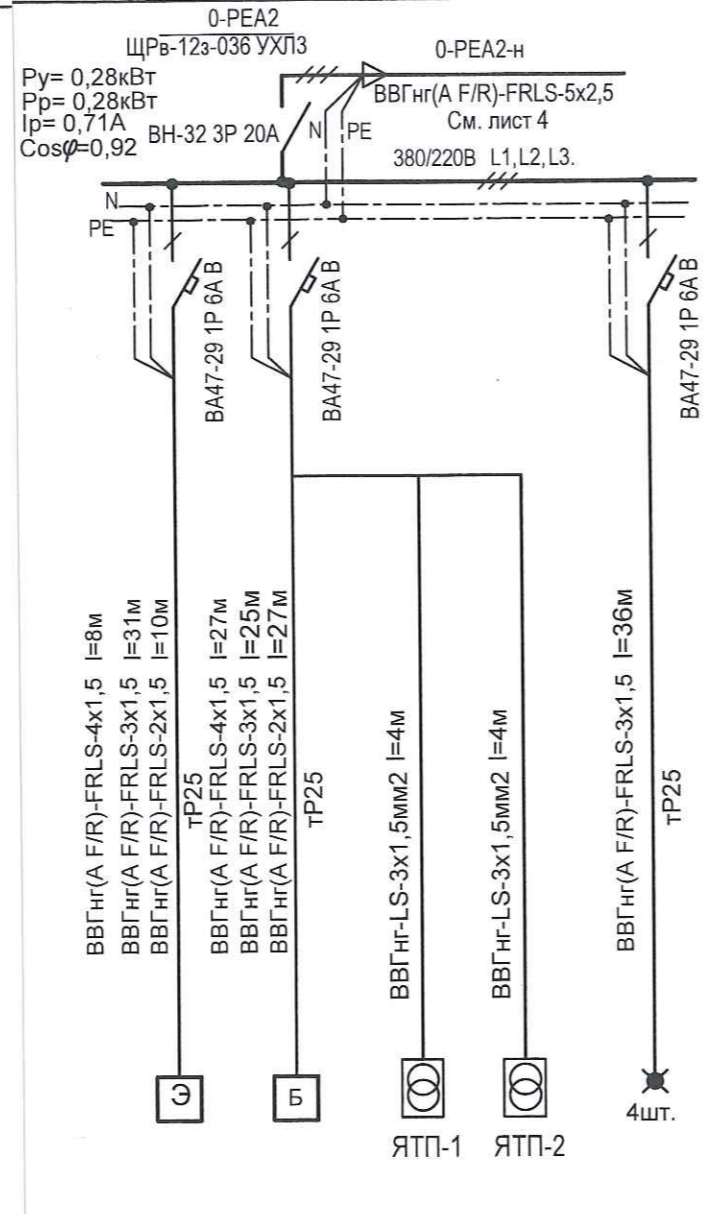 0-РЕА2
ЩРв-12з-036 УХЛ3
Ру= 0,28кВт
Рр= 0,28кВт
Iр= 0,71А
Cosφ=0,92
ВН-32 3Р 20А
N
PE
0-РЕА2-н
ВВГнг(А F/R)-FRLS-5х2,5
См. лист 4
380/220В L1,L2,L3.
N
PE
ВА47-29 1Р 6А В
ВА47-29 1Р 6А В
ВА47-29 1Р 6А В
ВВГнг(А F/R)-FRLS-4х1,5 l=8м
ВВГнг(А F/R)-FRLS-3х1,5 l=31м
ВВГнг(А F/R)-FRLS-2х1,5 l=10м
тР25
ВВГнг(А F/R)-FRLS-4х1,5 l=27м
ВВГнг(А F/R)-FRLS-3х1,5 l=25м
ВВГнг(А F/R)-FRLS-2х1,5 l=27м
тР25
ВВГнг-LS-3х1,5мм2 l=4м
ВВГнг-LS-3х1,5мм2 l=4м
ВВГнг(А F/R)-FRLS-3х1,5 l=36м
тР25
Э
Б
ЯТП-1
ЯТП-2
4шт.